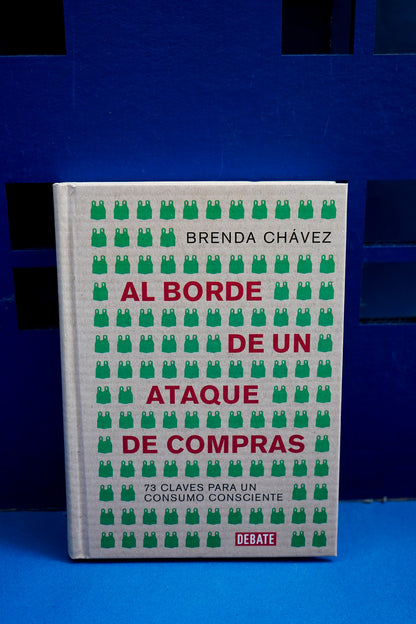 BRENDA CHÁVEZ
AL BORDE
DE UN
ATAQUE
DE COMPRAS
73 CLAVES PARA UN
CONSUMO CONSCIENTE
DEBATE